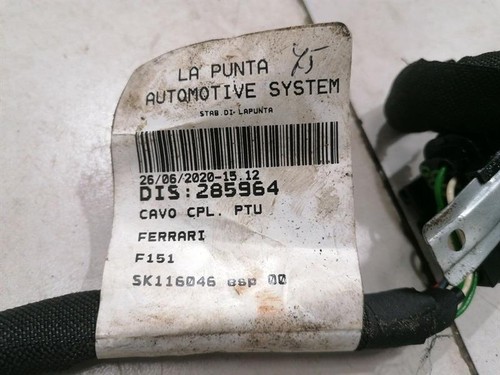 LA PUNTA
AUTOMOTIVE SYSTEM
STAB.DI-LAPUNTA
26/06/2020-15.12
DIS:285964
CAVO CPL. PTU
FERRARI
F151
SK116046 esp 00